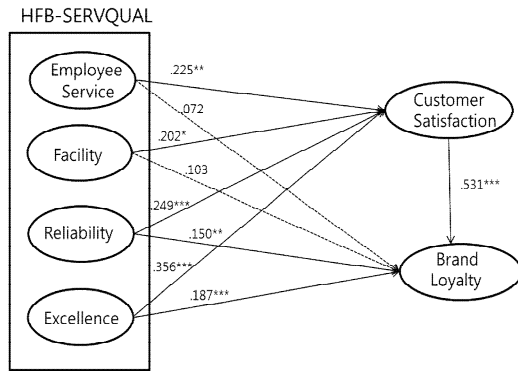 HFB-SERVQUAL
Employee
Service
Facility
Reliability
Excellence
.225**
.072
.202*
.103
.249***
.150**
.356***
.187***
Customer
Satisfaction
.531***
Brand
Loyalty